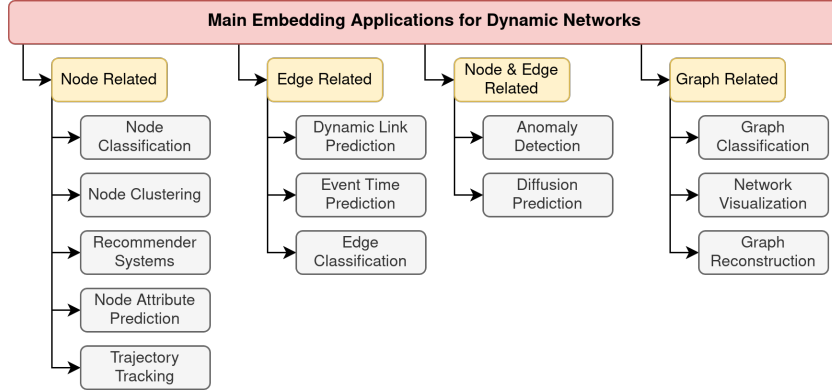 Main Embedding Applications for Dynamic Networks
Node Related
Node
Classification
Node Clustering
Recommender
Systems
Node Attribute
Prediction
Trajectory
Tracking
Edge Related
Dynamic Link
Prediction
Event Time
Prediction
Edge
Classification
Node & Edge
Related
Anomaly
Detection
Diffusion
Prediction
Graph Related
Graph
Classification
Network
Visualization
Graph
Reconstruction